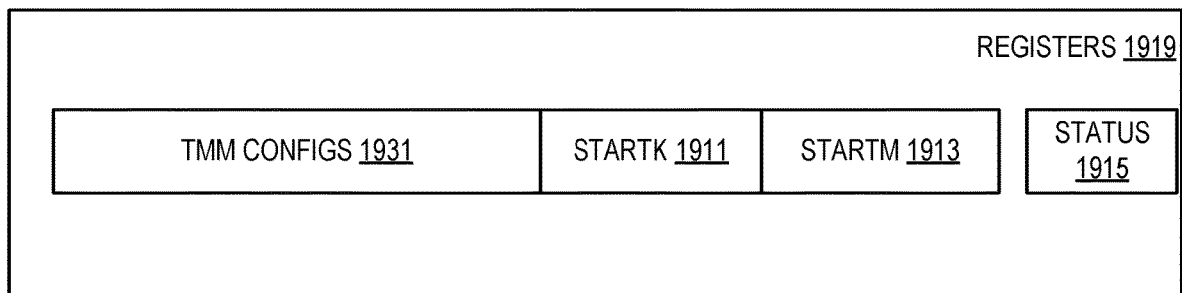 REGISTERS 1919
TMM CONFIGS 1931
STARTK 1911
STARTM 1913
STATUS
1915